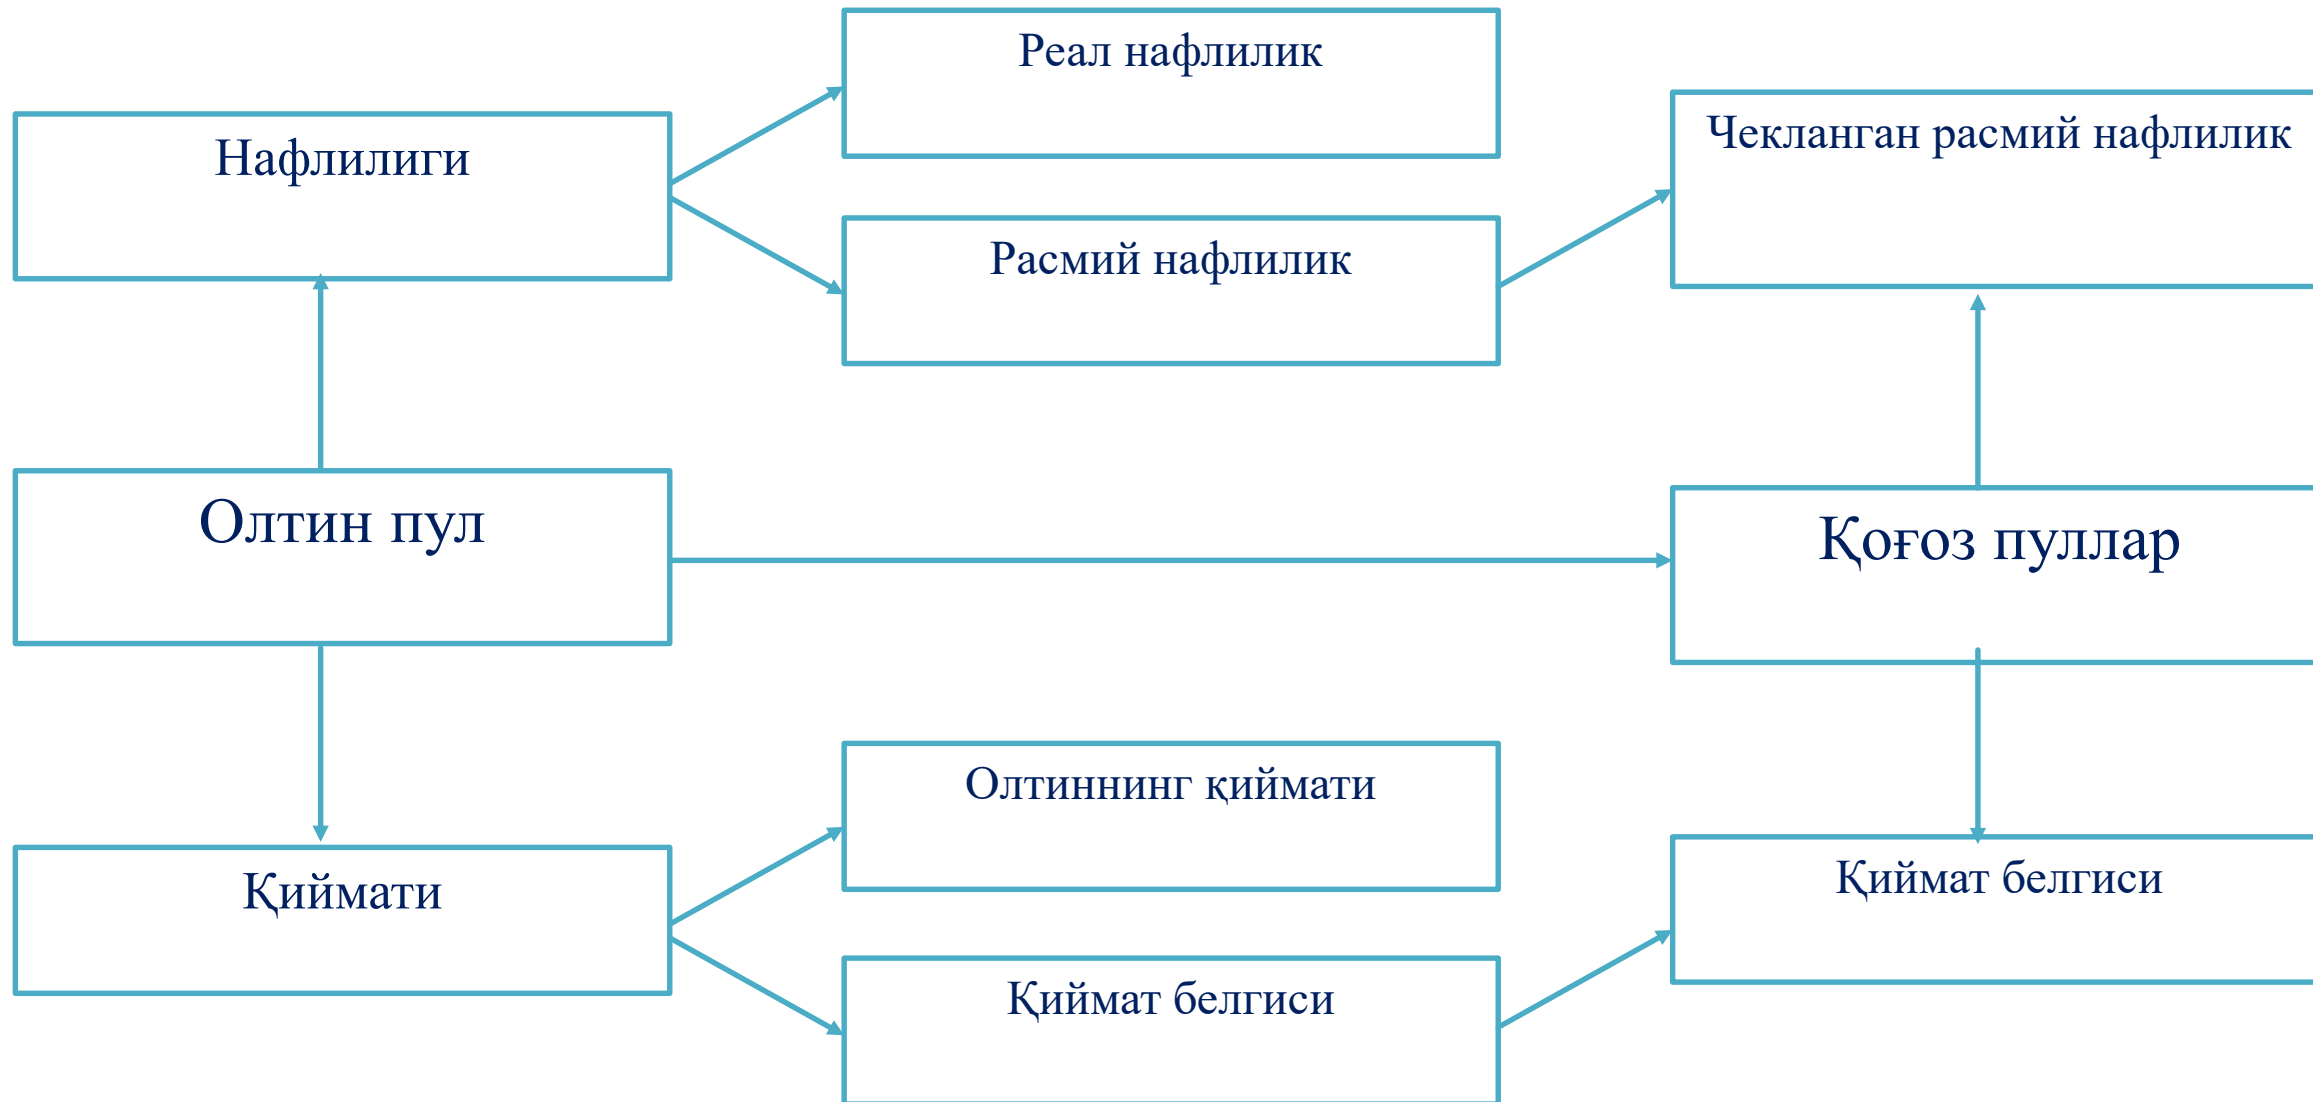 Реал нафлилик
Нафлилиги
Чекланган расмий нафлилик
Расмий нафлилик
Олтин пул
Қоғоз пуллар
Олтиннинг қиймати
Қиймати
Қиймат белгиси
Қиймат белгиси